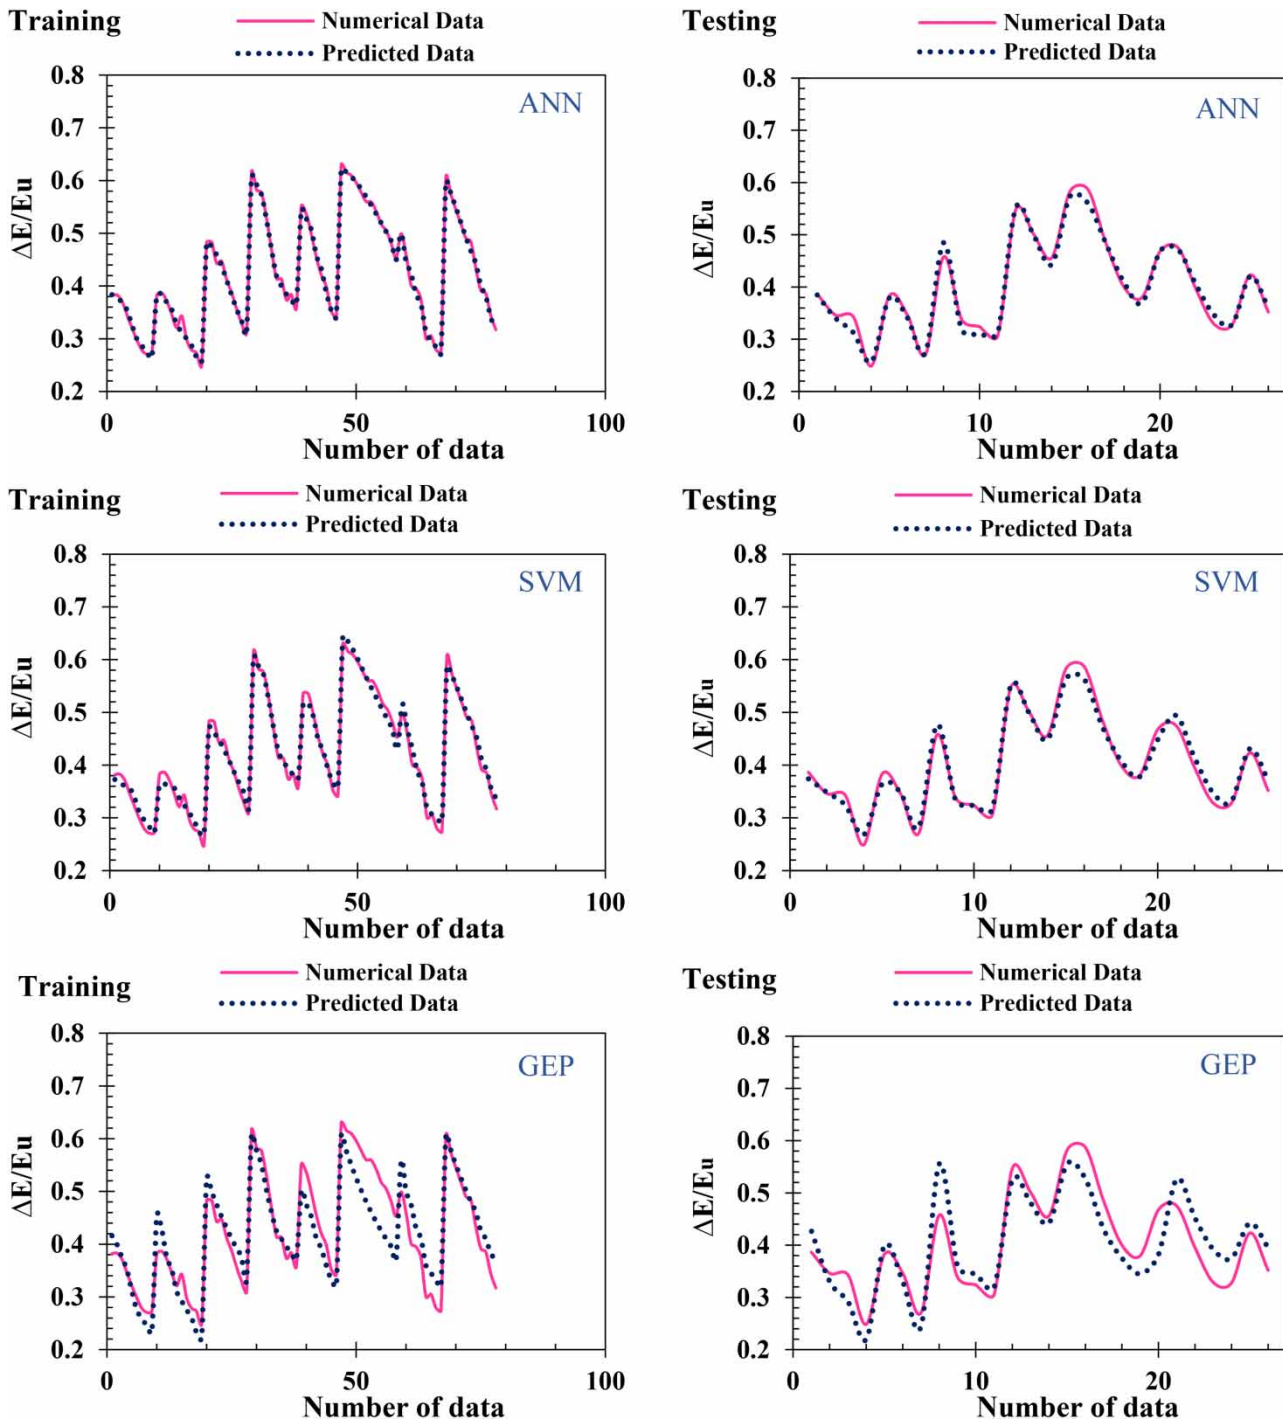 Training
Numerical Data
Predicted Data
ANN
0.8
0.7
0.6
0.5
0.4
0.3
0.2
ΔE/Eu
0
50
100
Number of data
Testing
Numerical Data
Predicted Data
ANN
0.8
0.7
0.6
0.5
0.4
0.3
0.2
ΔE/Eu
0
10
20
Number of data
Training
Numerical Data
Predicted Data
SVM
0.8
0.7
0.6
0.5
0.4
0.3
0.2
ΔE/Eu
0
50
100
Number of data
Testing
Numerical Data
Predicted Data
SVM
0.8
0.7
0.6
0.5
0.4
0.3
0.2
ΔE/Eu
0
10
20
Number of data
Training
Numerical Data
Predicted Data
GEP
0.8
0.7
0.6
0.5
0.4
0.3
0.2
ΔE/Eu
0
50
100
Number of data
Testing
Numerical Data
Predicted Data
GEP
0.8
0.7
0.6
0.5
0.4
0.3
0.2
ΔE/Eu
0
10
20
Number of data